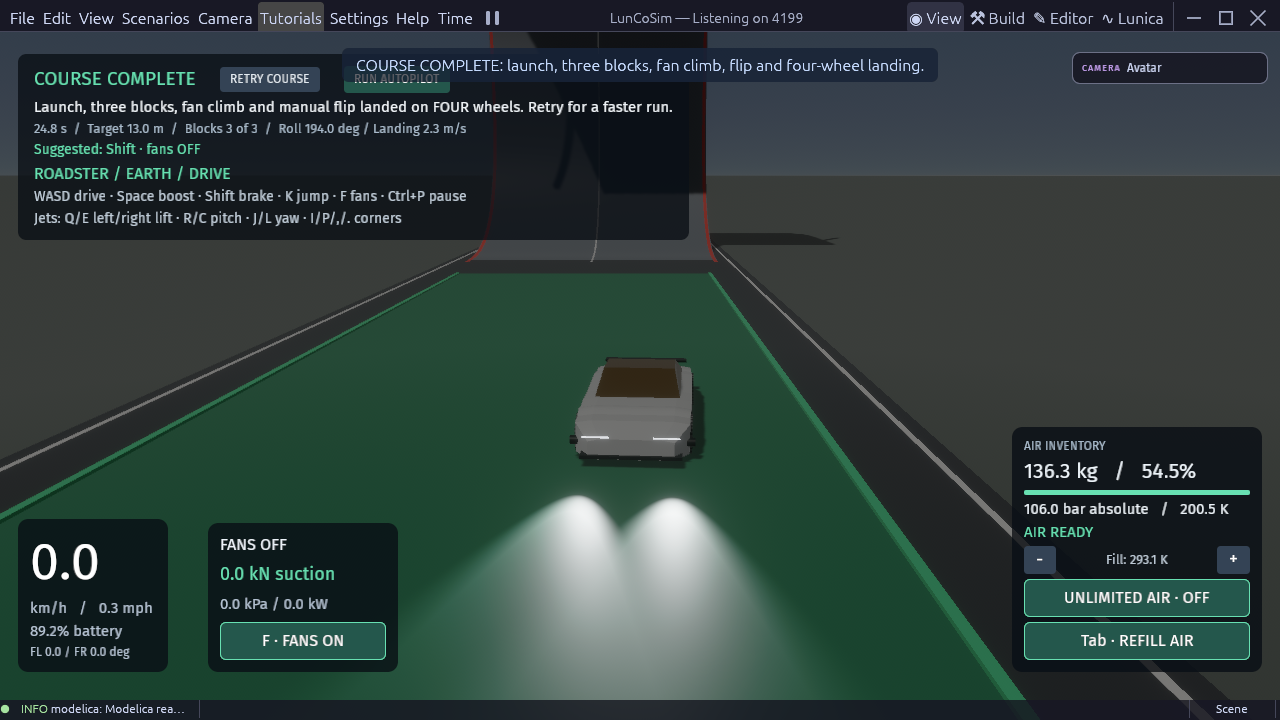 File Edit View Scenarios Camera Tutorials Settings Help Time
LunCoSim — Listening on 4199
View Build Editor Lunica
COURSE COMPLETE: launch, three blocks, fan climb, flip and four-wheel landing.
COURSE COMPLETE
RETRY COURSE
RUN AUTOPILOT
Launch, three blocks, fan climb and manual flip landed on FOUR wheels. Retry for a faster run.
24.8 s / Target 13.0 m / Blocks 3 of 3 / Roll 194.0 deg / Landing 2.3 m/s
Suggested: Shift · fans OFF
ROADSTER / EARTH / DRIVE
WASD drive · Space boost · Shift brake · K jump · F fans · Ctrl+P pause
Jets: Q/E left/right lift · R/C pitch · J/L yaw · I/P/,/. corners
CAMERA Avatar
0.0
km/h / 0.3 mph
89.2% battery
FL 0.0 / FR 0.0 deg
FANS OFF
0.0 kN suction
0.0 kPa / 0.0 kW
F · FANS ON
AIR INVENTORY
136.3 kg / 54.5%
106.0 bar absolute / 200.5 K
AIR READY
- Fill: 293.1 K +
UNLIMITED AIR · OFF
Tab · REFILL AIR
INFO modelica: Modelica rea…
Scene